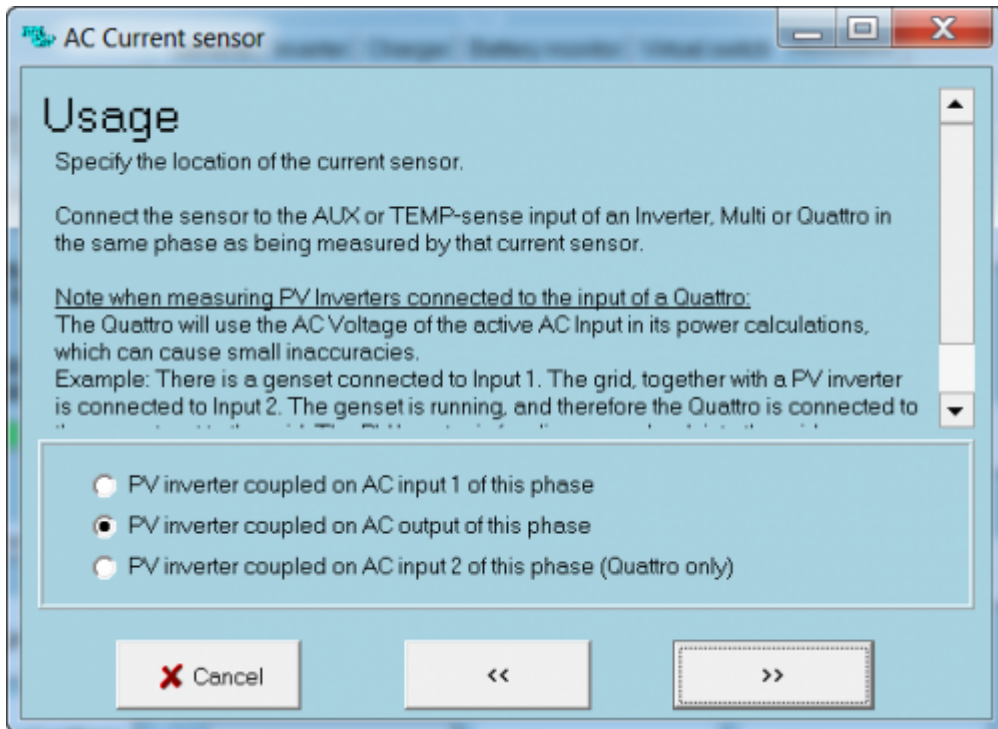 AC Current sensor
Inverter Charger Battery monitor Virtual switch
Usage
Specify the location of the current sensor.
Connect the sensor to the AUX or TEMP-sense input of an Inverter, Multi or Quattro in
the same phase as being measured by that current sensor.
Note when measuring PV Inverters connected to the input of a Quattro:
The Quattro will use the AC Voltage of the active AC Input in its power calculations,
which can cause small inaccuracies.
Example: There is a genset connected to Input 1. The grid, together with a PV inverter
is connected to Input 2. The genset is running, and therefore the Quattro is connected to
PV inverter coupled on AC input 1 of this phase
PV inverter coupled on AC output of this phase
PV inverter coupled on AC input 2 of this phase (Quattro only)
Cancel << >>